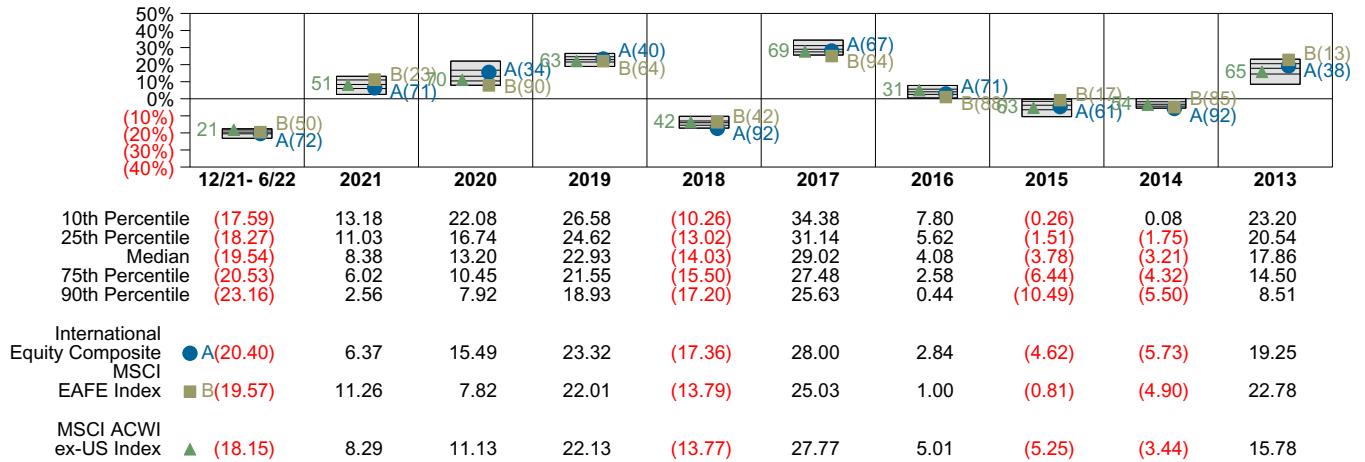 50%
40%
30%
20%
10%
0%
(10%)
(20%)
(30%)
(40%)
21 B(50) A(72)
51 B(23) A(71)
70 A(34) B(90)
63 A(40) B(64)
42 B(42) A(92)
69 A(67) B(94)
31 A(71) B(88)
63 B(17) A(61)
54 B(85) A(92)
65 B(13) A(38)
12/21- 6/22 2021 2020 2019 2018 2017 2016 2015 2014 2013
10th Percentile (17.59) 13.18 22.08 26.58 (10.26) 34.38 7.80 (0.26) 0.08 23.20
25th Percentile (18.27) 11.03 16.74 24.62 (13.02) 31.14 5.62 (1.51) (1.75) 20.54
Median (19.54) 8.38 13.20 22.93 (14.03) 29.02 4.08 (3.78) (3.21) 17.86
75th Percentile (20.53) 6.02 10.45 21.55 (15.50) 27.48 2.58 (6.44) (4.32) 14.50
90th Percentile (23.16) 2.56 7.92 18.93 (17.20) 25.63 0.44 (10.49) (5.50) 8.51
International
Equity Composite A (20.40) 6.37 15.49 23.32 (17.36) 28.00 2.84 (4.62) (5.73) 19.25
MSCI
EAFE Index B (19.57) 11.26 7.82 22.01 (13.79) 25.03 1.00 (0.81) (4.90) 22.78
MSCI ACWI
ex-US Index (18.15) 8.29 11.13 22.13 (13.77) 27.77 5.01 (5.25) (3.44) 15.78